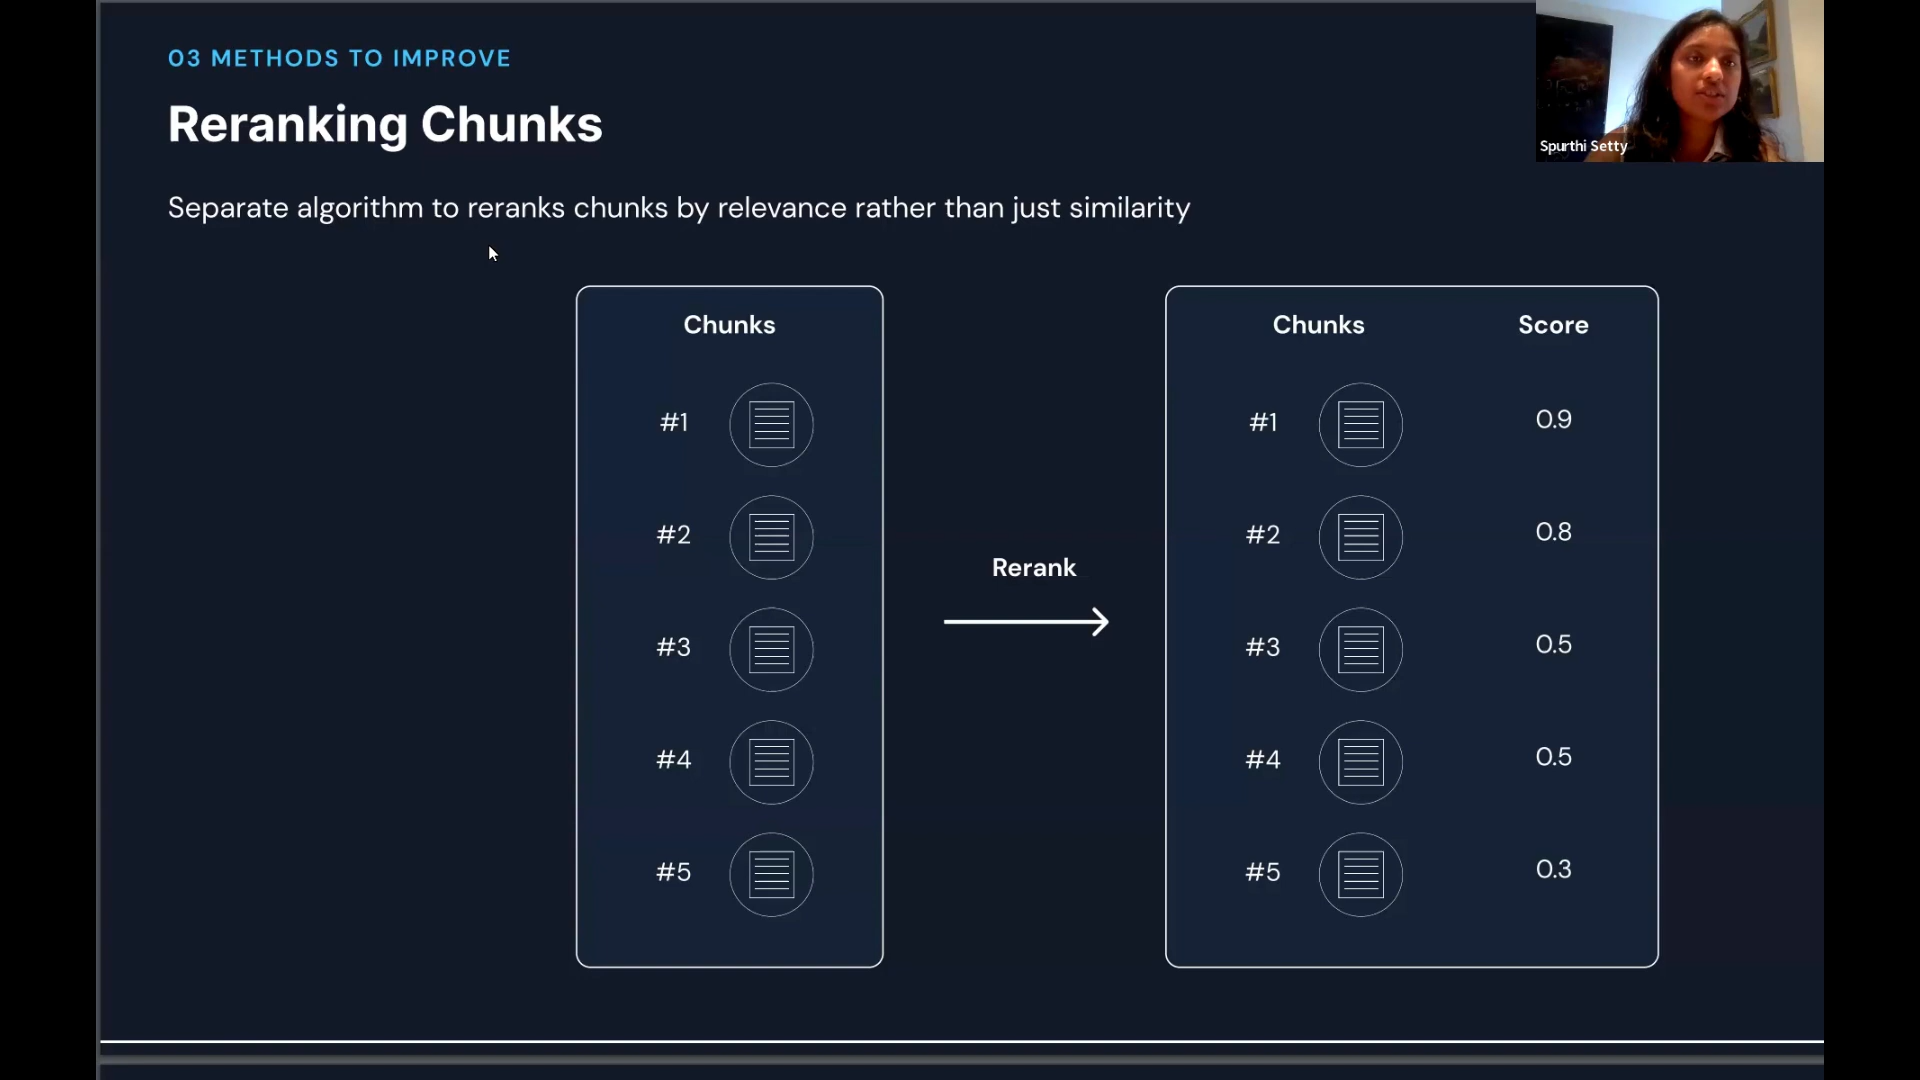 03 METHODS TO IMPROVE
Reranking Chunks
Separate algorithm to reranks chunks by relevance rather than just similarity
Spurthi Setty
Chunks
#1
#2
#3
#4
#5
Rerank
Chunks Score
#1 0.9
#2 0.8
#3 0.5
#4 0.5
#5 0.3